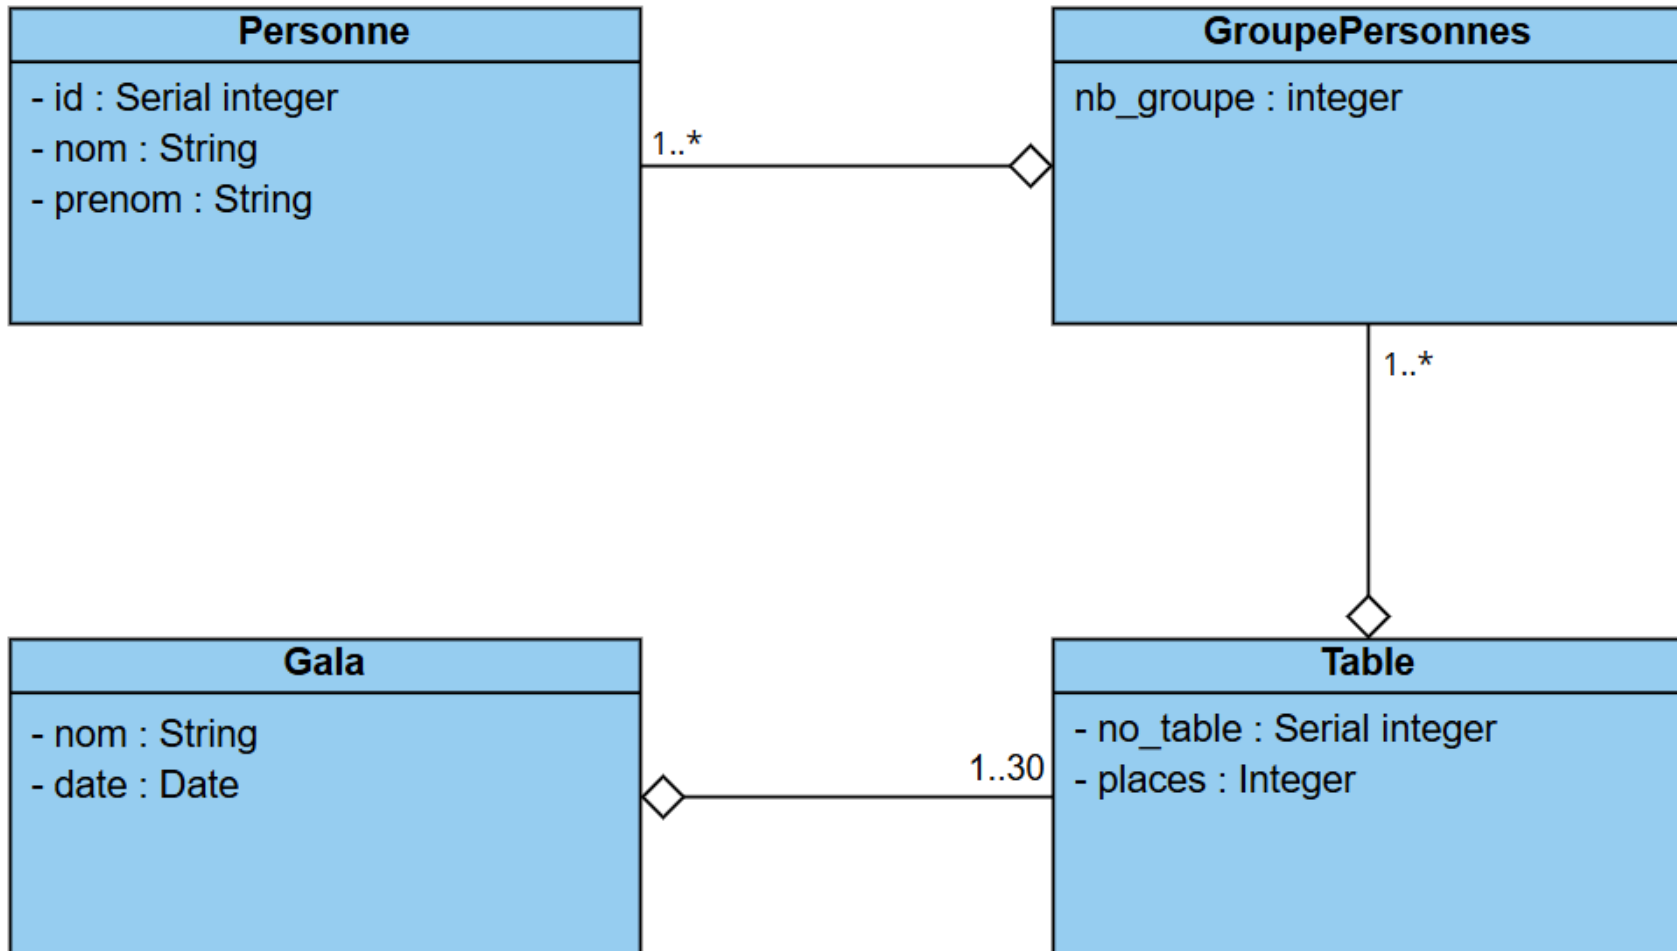 Personne
- id : Serial integer
- nom : String
- prenom : String
1..*
GroupePersonnes
nb_groupe : integer
1..*
Gala
- nom : String
- date : Date
1..30
Table
- no_table : Serial integer
- places : Integer